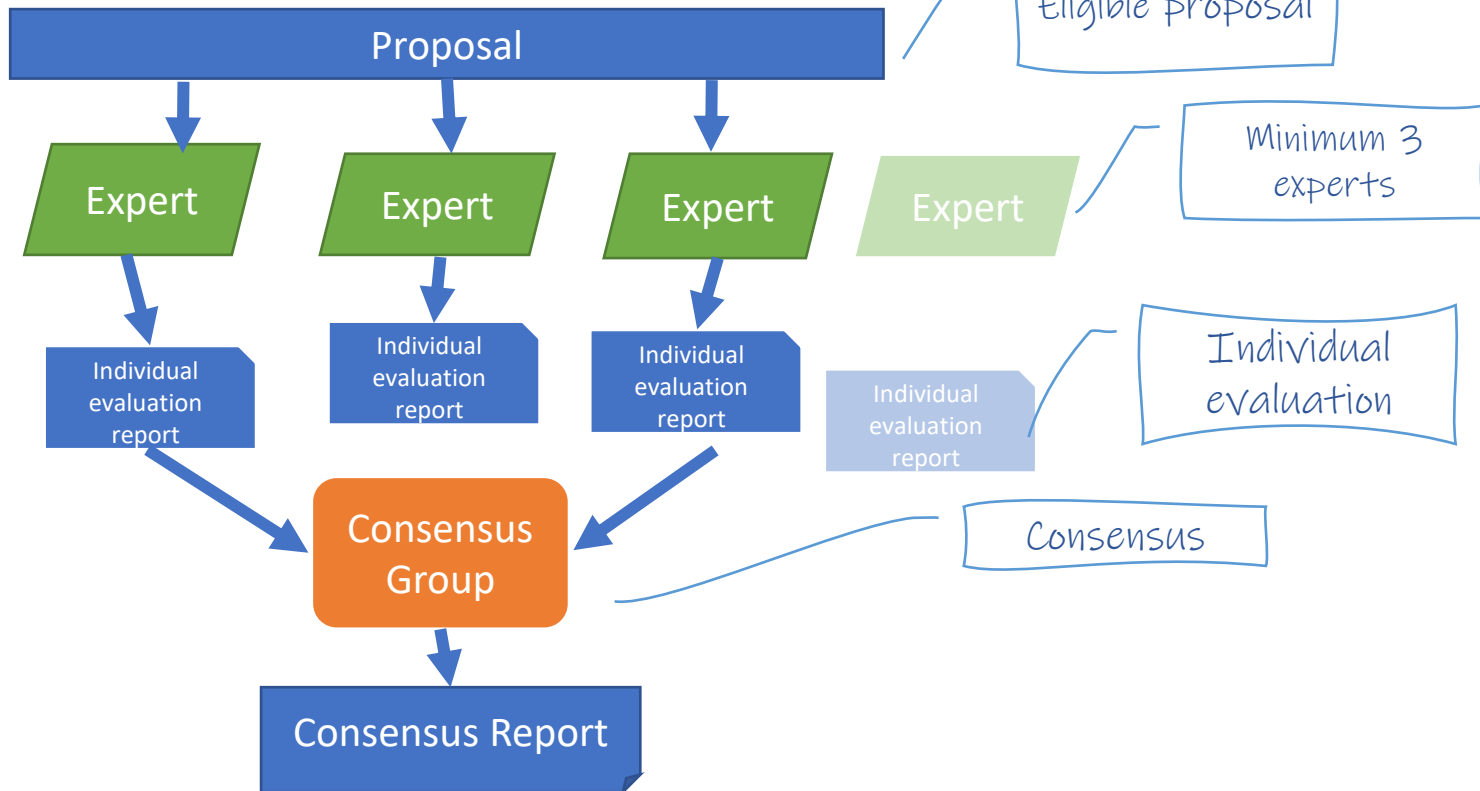 Eligible proposal
Proposal
Minimum 3
experts
Expert
Expert
Expert
Expert
Individual
evaluation
report
Individual
evaluation
report
Individual
evaluation
report
Individual
evaluation
report
Individual
evaluation
Consensus
Group
Consensus
Consensus Report